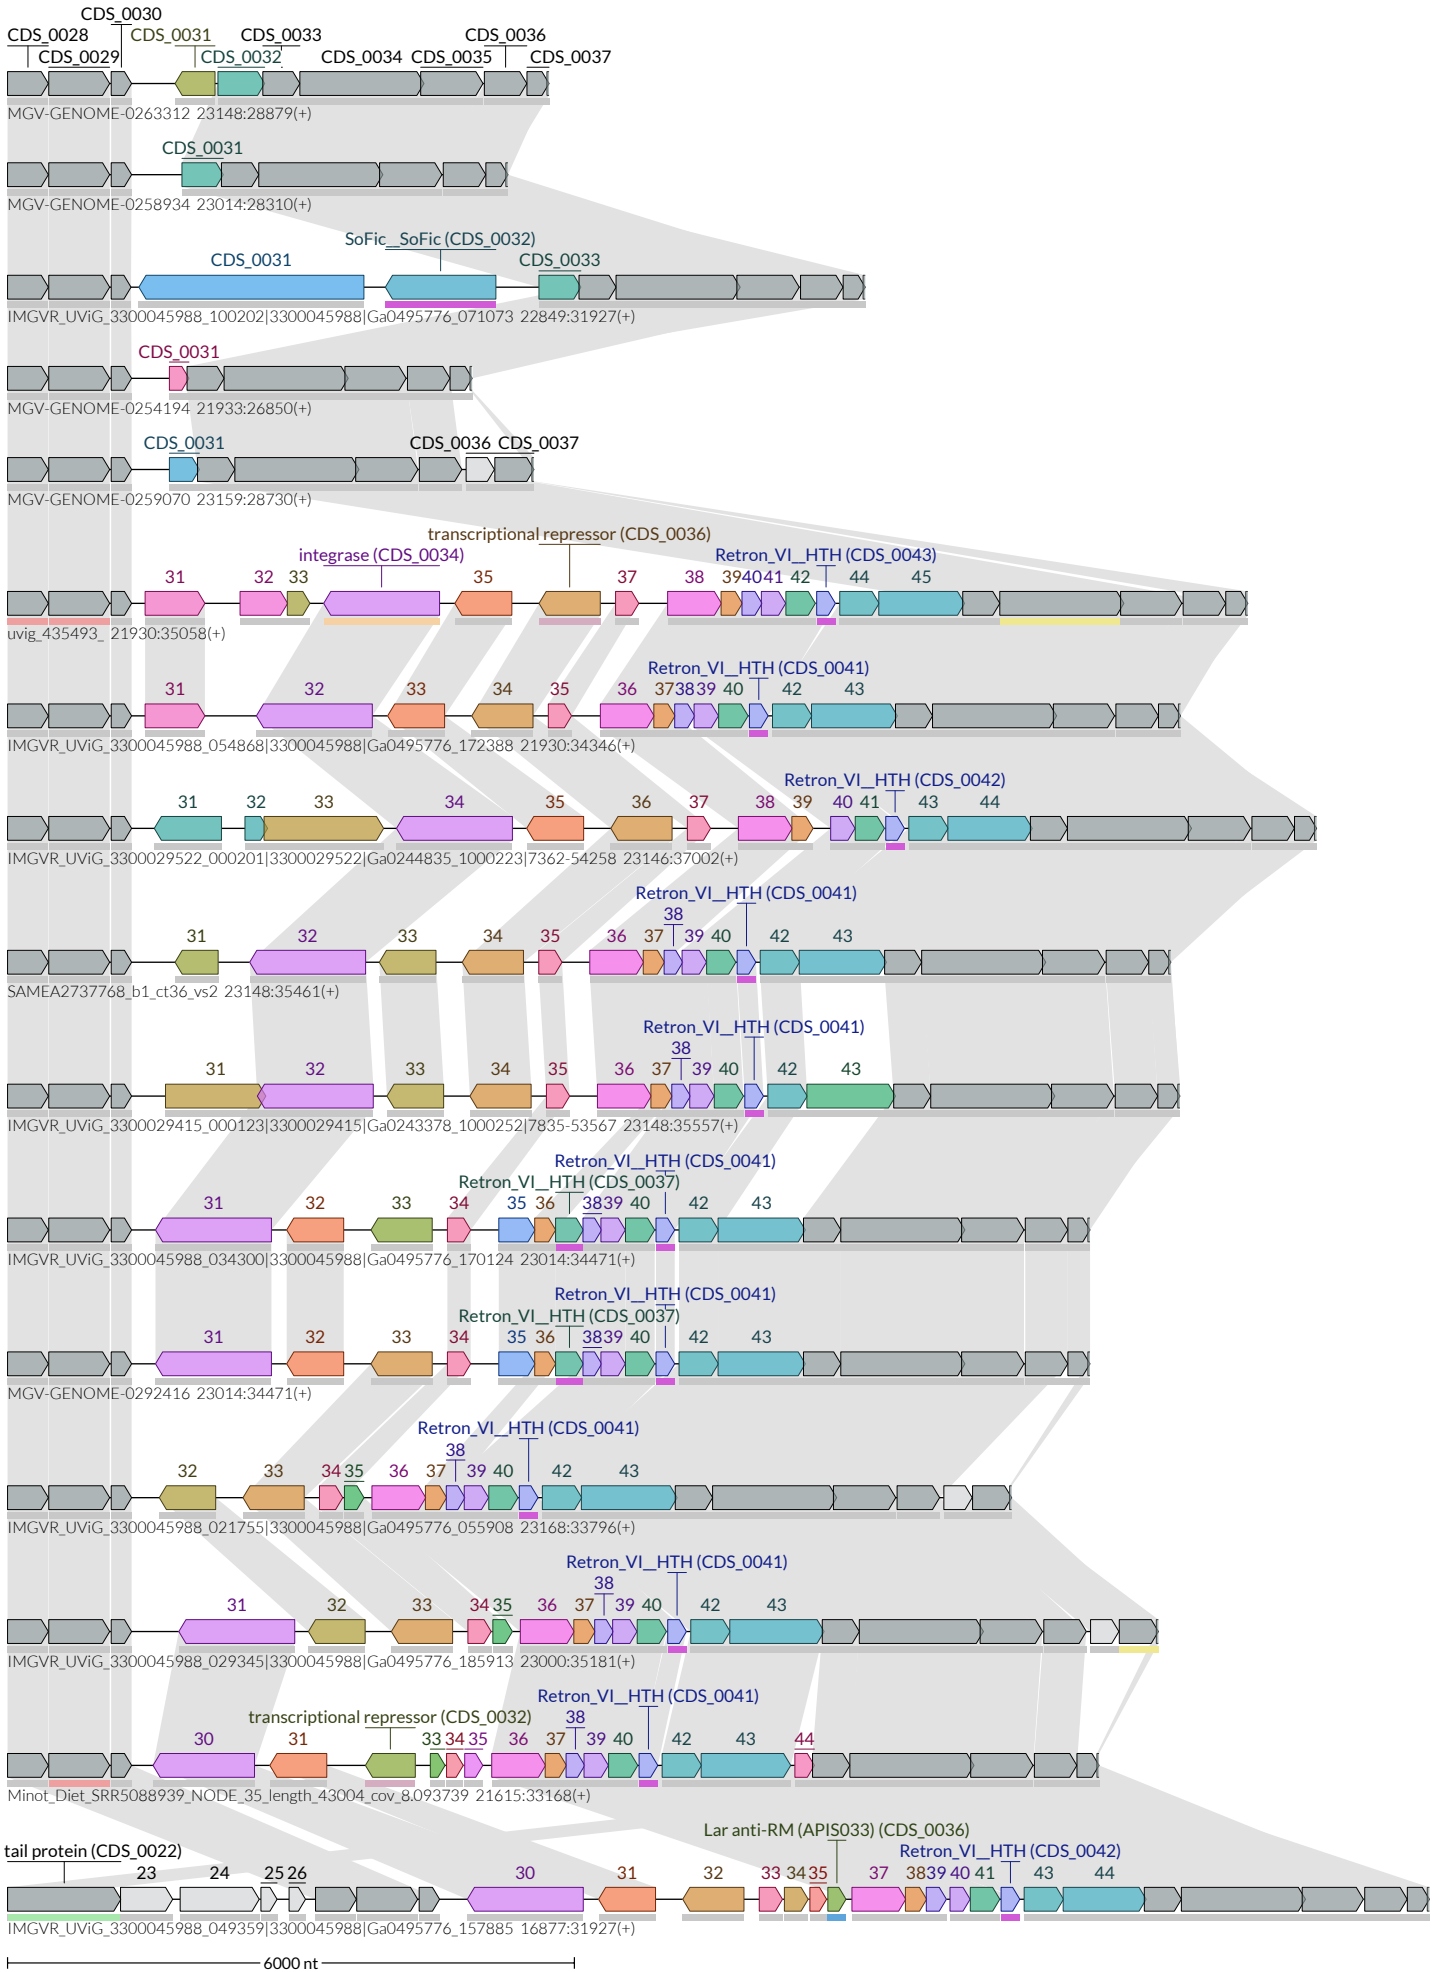 CDS_0030
CDS_0028 CDS_0031 CDS_0033 CDS_0036
CDS_0029 CDS_0032 CDS_0034 CDS_0035 CDS_0037
MGV-GENOME-0263312 23148:28879(+)
CDS_0031
MGV-GENOME-0258934 23014:28310(+)
SoFic__SoFic (CDS_0032)
CDS_0031 CDS_0033
IMGVR_UViG_3300045988_100202|3300045988|Ga0495776_071073 22849:31927(+)
CDS_0031
MGV-GENOME-0254194 21933:26850(+)
CDS_0031 CDS_0036 CDS_0037
MGV-GENOME-0259070 23159:28730(+)
transcriptional repressor (CDS_0036)
integrase (CDS_0034) Retron_VI__HTH (CDS_0043)
31 32 33 35 37 38 39 40 41 42 44 45
uvig_435493_ 21930:35058(+)
Retron_VI__HTH (CDS_0041)
31 32 33 34 35 36 37 38 39 40 42 43
IMGVR_UViG_3300045988_054868|3300045988|Ga0495776_172388 21930:34346(+)
Retron_VI__HTH (CDS_0042)
31 32 33 34 35 36 37 38 39 40 41 43 44
IMGVR_UViG_3300029522_000201|3300029522|Ga0244835_1000223|7362-54258 23146:37002(+)
Retron_VI__HTH (CDS_0041)
38
31 32 33 34 35 36 37 39 40 42 43
SAMEA2737768_b1_ct36_vs2 23148:35461(+)
Retron_VI__HTH (CDS_0041)
38
31 32 33 34 35 36 37 39 40 42 43
IMGVR_UViG_3300029415_000123|3300029415|Ga0243378_1000252|7835-53567 23148:35557(+)
Retron_VI__HTH (CDS_0041)
Retron_VI__HTH (CDS_0037)
31 32 33 34 35 36 38 39 40 42 43
IMGVR_UViG_3300045988_034300|3300045988|Ga0495776_170124 23014:34471(+)
Retron_VI__HTH (CDS_0041)
Retron_VI__HTH (CDS_0037)
31 32 33 34 35 36 38 39 40 42 43
MGV-GENOME-0292416 23014:34471(+)
Retron_VI__HTH (CDS_0041)
38
32 33 34 35 36 37 39 40 42 43
IMGVR_UViG_3300045988_021755|3300045988|Ga0495776_055908 23168:33796(+)
Retron_VI__HTH (CDS_0041)
38
31 32 33 34 35 36 37 39 40 42 43
IMGVR_UViG_3300045988_029345|3300045988|Ga0495776_185913 23000:35181(+)
Retron_VI__HTH (CDS_0041)
transcriptional repressor (CDS_0032) 38
30 31 33 34 35 36 37 39 40 42 43 44
Minot_Diet_SRR5088939_NODE_35_length_43004_cov_8.093739 21615:33168(+)
Lar anti-RM (APIS033) (CDS_0036)
tail protein (CDS_0022) Retron_VI__HTH (CDS_0042)
23 24 25 26 30 31 32 33 34 35 37 38 39 40 41 43 44
IMGVR_UViG_3300045988_049359|3300045988|Ga0495776_157885 16877:31927(+)
6000 nt